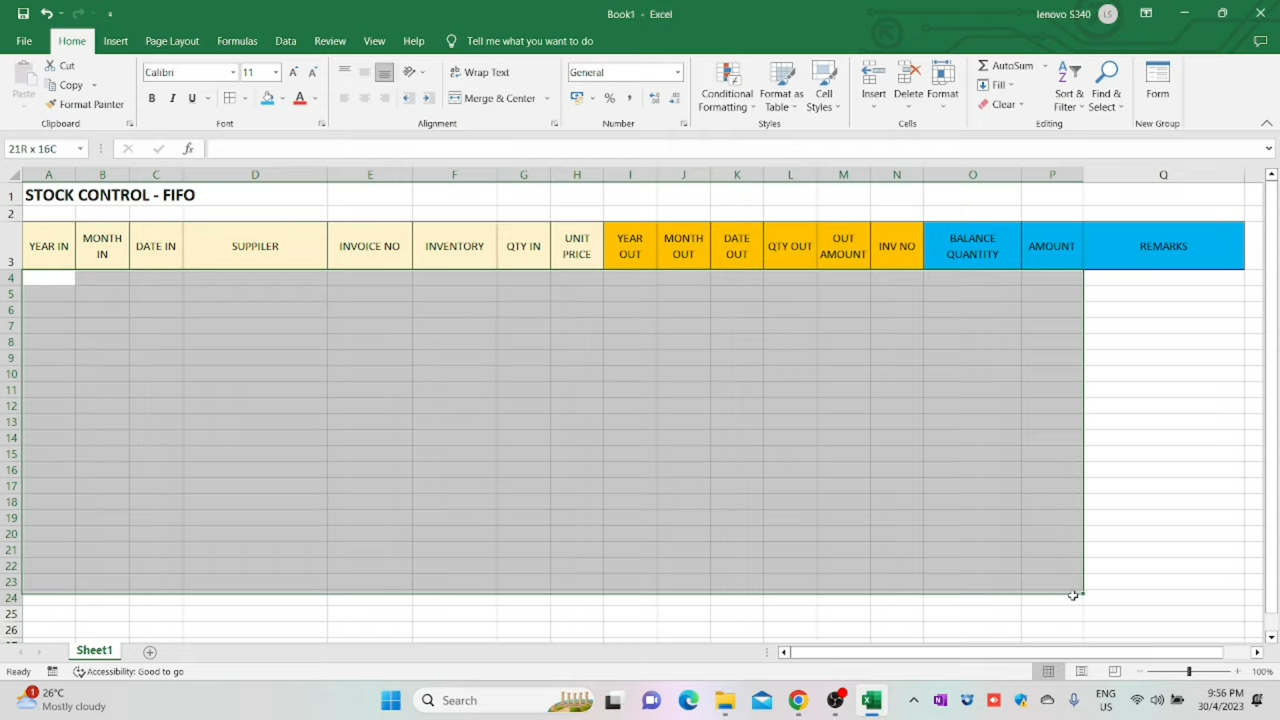 Book1 - Excel
lenovo S340
LS
File
Home
Insert
Page Layout
Formulas
Data
Review
View
Help
Tell me what you want to do
Paste
Cut
Copy
Format Painter
Clipboard
Calibri
11
B I U
Font
Wrap Text
Merge & Center
Alignment
General
%
Number
Conditional Formatting
Format as Table
Cell Styles
Styles
Insert
Delete
Format
Cells
AutoSum
Fill
Clear
Sort & Filter
Find & Select
Editing
Form
New Group
21R x 16C
fx
A B C D E F G H I J K L M N O P Q
1 STOCK CONTROL - FIFO
2
3 YEAR IN MONTH IN DATE IN SUPPILER INVOICE NO INVENTORY QTY IN UNIT PRICE YEAR OUT MONTH OUT DATE OUT QTY OUT OUT AMOUNT INV NO BALANCE QUANTITY AMOUNT REMARKS
4
5
6
7
8
9
10
11
12
13
14
15
16
17
18
19
20
21
22
23
24
25
26
Sheet1
Ready
Accessibility: Good to go
100%
1
26°C
Mostly cloudy
Search
ENG
US
9:56 PM
30/4/2023